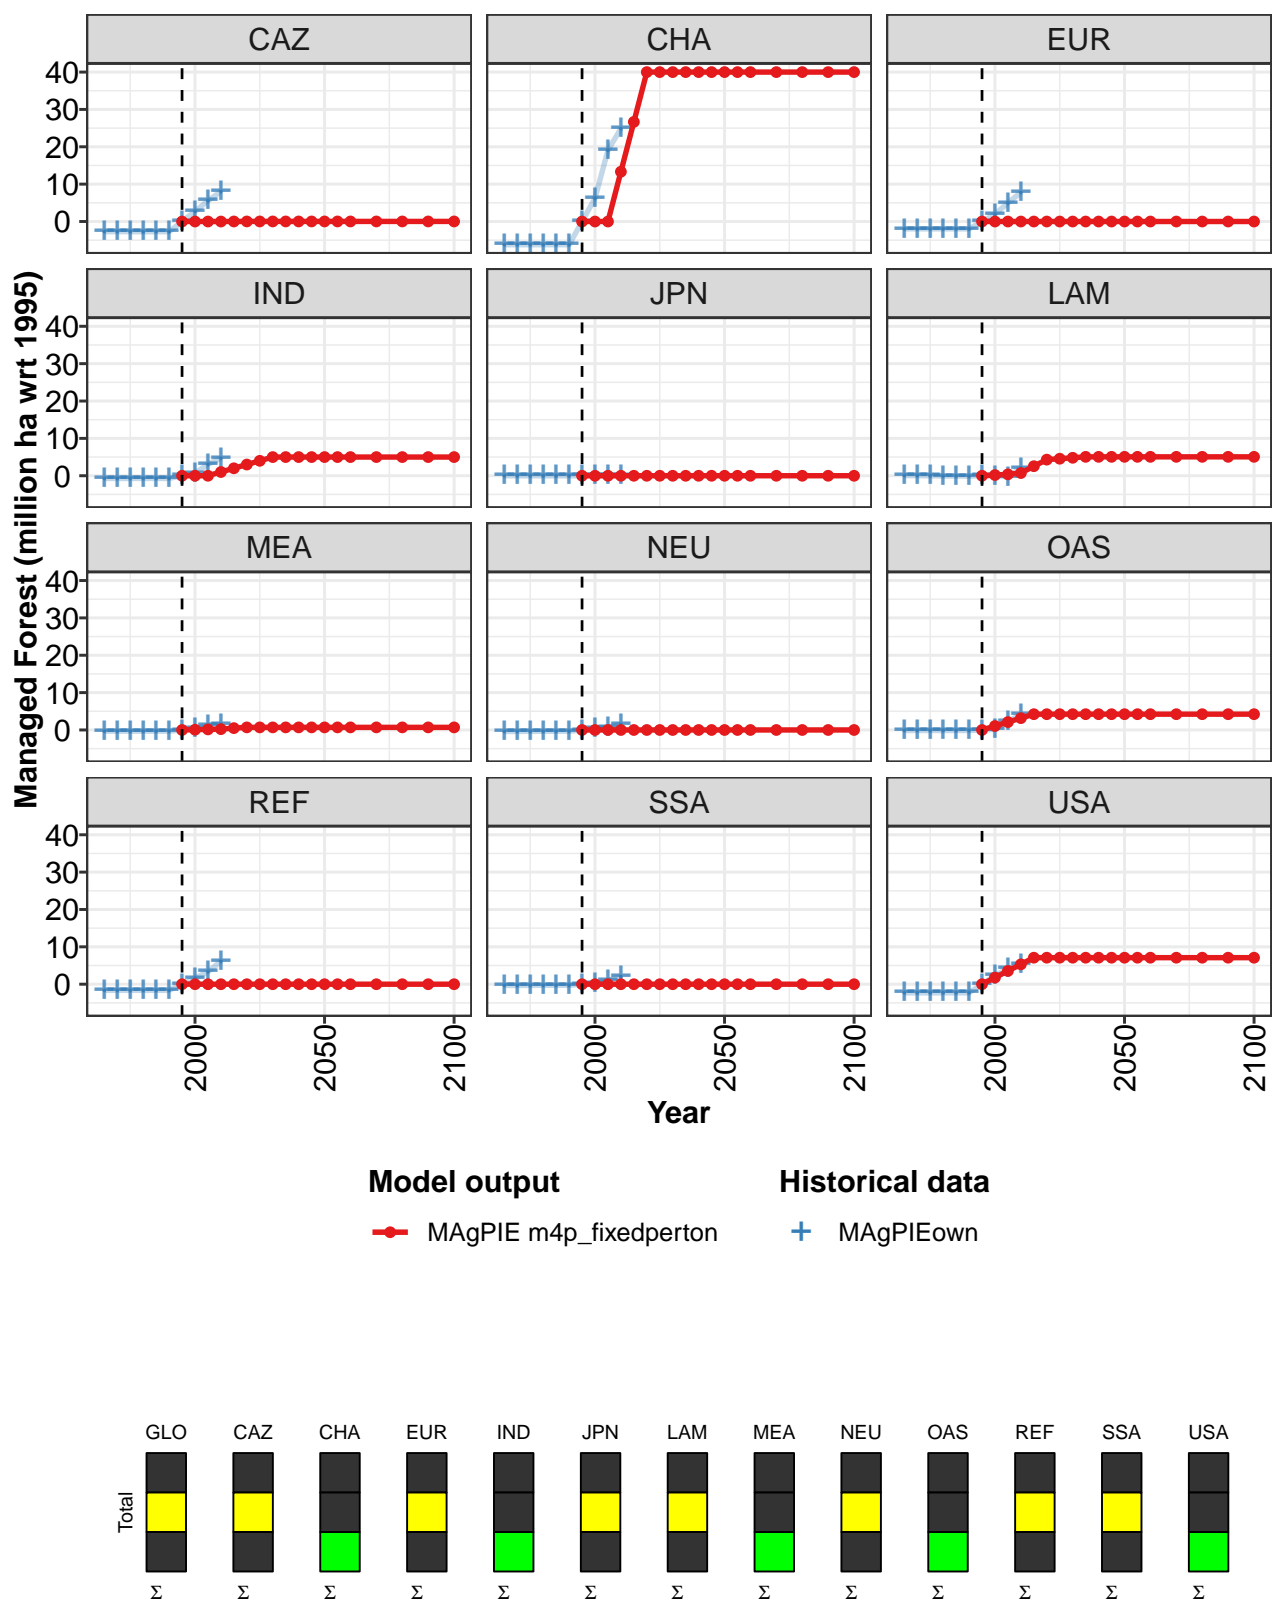 CAZ CHA EUR
40
30
20
10
0
IND JPN LAM
40
30
20
10
0
MEA NEU OAS
40
30
20
10
0
REF SSA USA
40
30
20
10
0
Managed Forest (million ha wrt 1995)
2000 2050 2100 2000 2050 2100 2000 2050 2100
Year
Model output Historical data
MAgPIE m4p_fixedperton MAgPIEown
GLO CAZ CHA EUR IND JPN LAM MEA NEU OAS REF SSA USA
Total
Σ Σ Σ Σ Σ Σ Σ Σ Σ Σ Σ Σ Σ